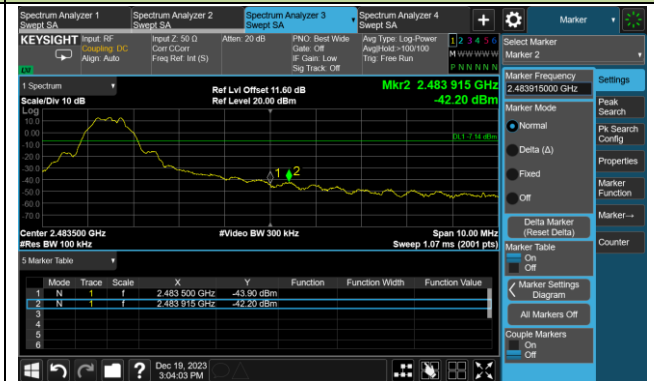 Spectrum Analyzer 1
Swept SA
Spectrum Analyzer 2
Swept SA
Spectrum Analyzer 3
Swept SA
Spectrum Analyzer 4
Swept SA
+
Marker
KEYSIGHT
Input: RF
Coupling: DC
Align: Auto
Input Z: 50 Ω
Corr CCorr
Freq Ref: Int (S)
Atten: 20 dB
PNO: Best Wide
Gate: Off
IF Gain: Low
Sig Track: Off
Avg Type: Log-Power
Avg|Hold:>100/100
Trig: Free Run
1 2 3 4 5 6
M W W W W W
P N N N N N
1 Spectrum
Scale/Div 10 dB
Ref Lvl Offset 11.60 dB
Ref Level 20.00 dBm
Mkr2 2.483 915 GHz
-42.20 dBm
Log
10.0
0.00
-10.0
-20.0
-30.0
-40.0
-50.0
-60.0
-70.0
DL1 -7.14 dBm
1
2
Center 2.483500 GHz
#Res BW 100 kHz
#Video BW 300 kHz
Span 10.00 MHz
Sweep 1.07 ms (2001 pts)
5 Marker Table
Mode Trace Scale X Y Function Function Width Function Value
1 N 1 f 2.483 500 GHz -43.90 dBm
2 N 1 f 2.483 915 GHz -42.20 dBm
3
4
5
6
Dec 19, 2023
3:04:03 PM
Select Marker
Marker 2
Marker Frequency
2.483915000 GHz
Marker Mode
Normal
Delta (Δ)
Fixed
Off
Delta Marker
(Reset Delta)
Marker Table
On
Off
Marker Settings
Diagram
All Markers Off
Couple Markers
On
Off
Settings
Peak
Search
Pk Search
Config
Properties
Marker
Function
Marker→
Counter